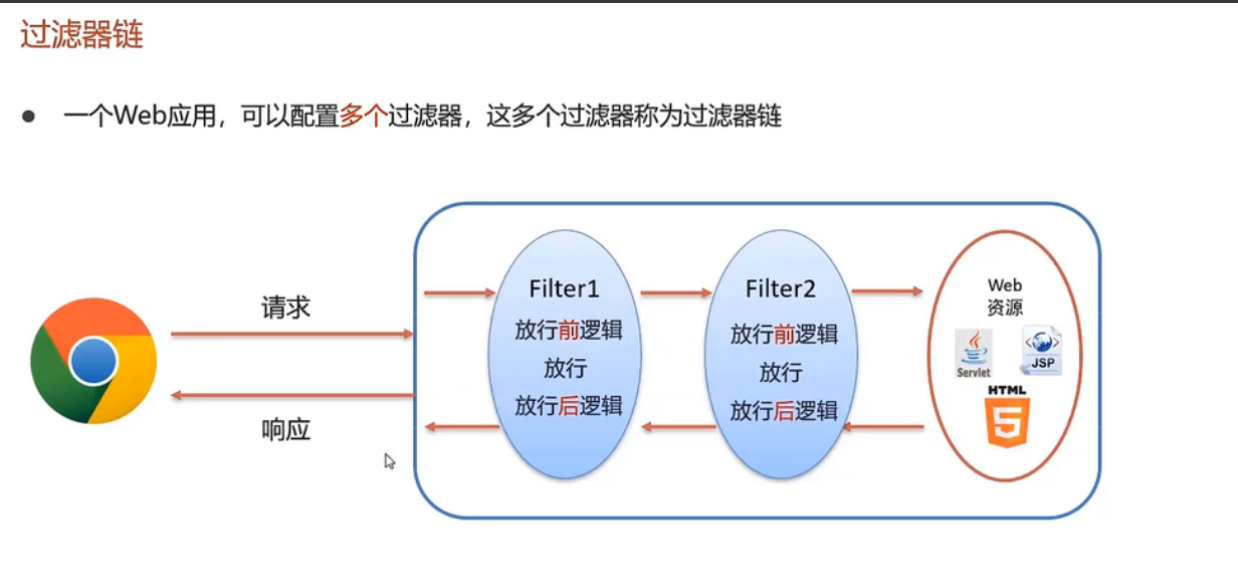 过滤器链
● 一个Web应用，可以配置多个过滤器，这多个过滤器称为过滤器链
请求
响应
Filter1
放行前逻辑
放行
放行后逻辑
Filter2
放行前逻辑
放行
放行后逻辑
Web
资源
Servlet
JSP
HTML
5